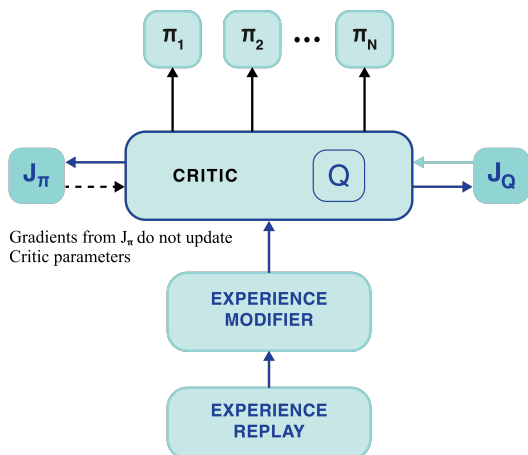 π1 π2 ••• πN
Jπ CRITIC Q JQ
Gradients from Jπ do not update
Critic parameters
EXPERIENCE
MODIFIER
EXPERIENCE
REPLAY